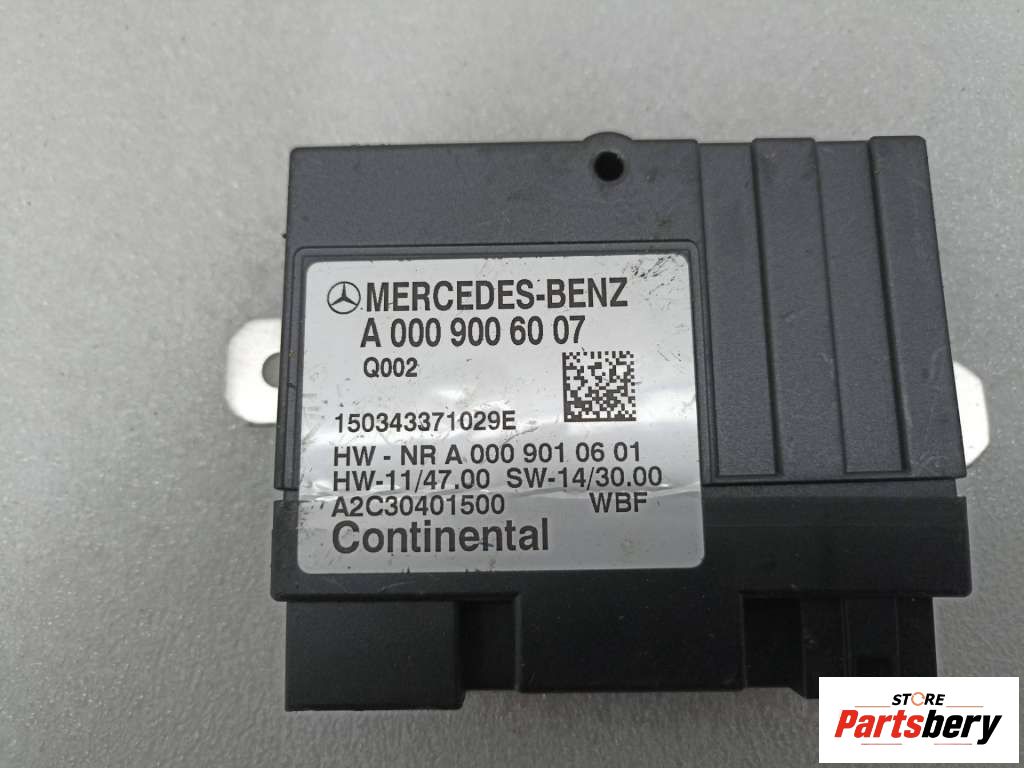 MERCEDES-BENZ
A 000 900 60 07
Q002
150343371029E
HW - NR A 000 901 06 01
HW-11/47.00 SW-14/30.00
A2C30401500 WBF
Continental
STORE
Partsbery